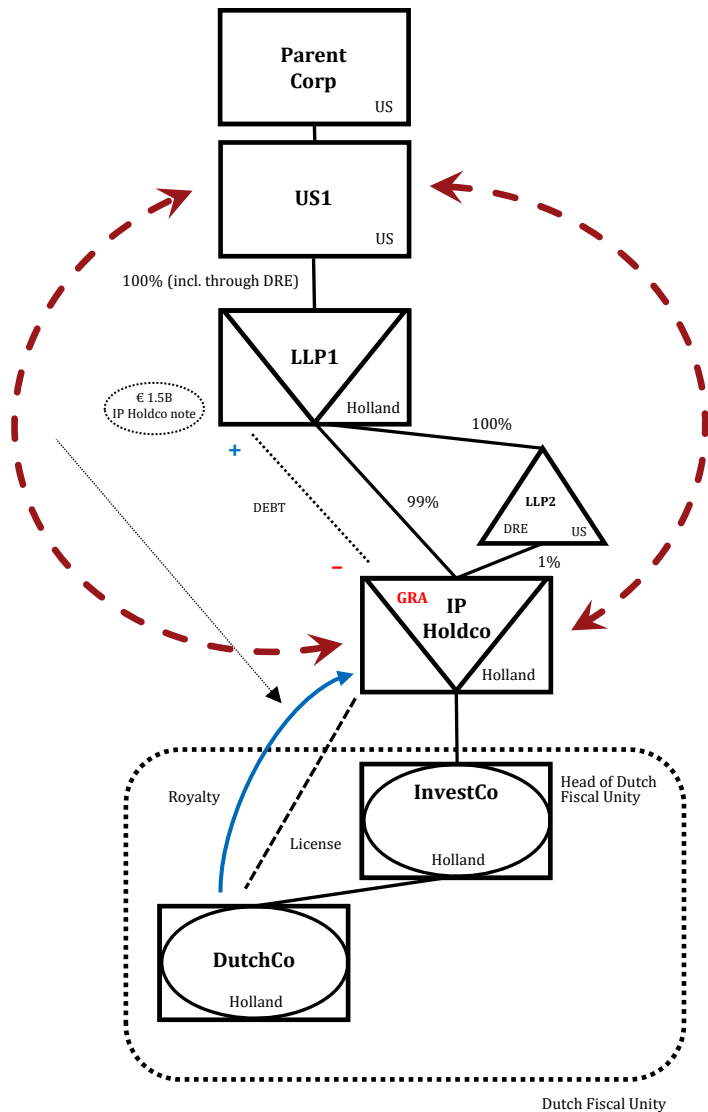 Parent
Corp
US
US1
US
100% (incl. through DRE)
LLP1
Holland
€ 1.5B
IP Holdco note
+
100%
DEBT
99%
LLP2
DRE
US
1%
–
GRA
IP
Holdco
Holland
Royalty
License
InvestCo
Holland
Head of Dutch
Fiscal Unity
DutchCo
Holland
Dutch Fiscal Unity